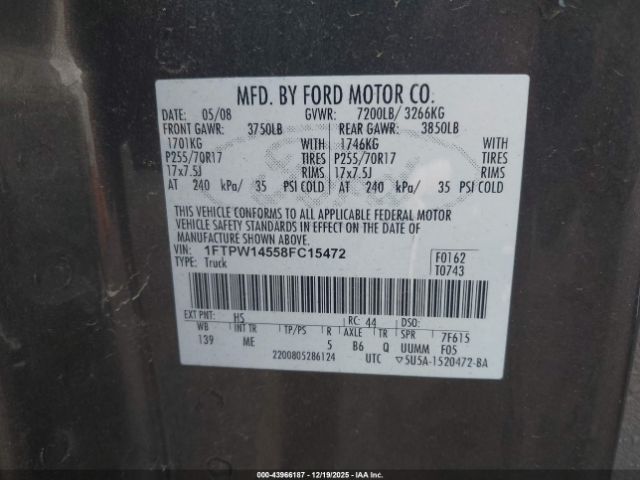 MFD. BY FORD MOTOR CO.
DATE: 05/08 GVWR: 7200LB/ 3266KG
FRONT GAWR: 3750LB REAR GAWR: 3850LB
1701KG WITH 1746KG WITH
P255/70R17 TIRES P255/70R17 TIRES
17x7.5J RIMS 17x7.5J RIMS
AT 240 kPa/ 35 PSI COLD AT 240 kPa/ 35 PSI COLD
THIS VEHICLE CONFORMS TO ALL APPLICABLE FEDERAL MOTOR
VEHICLE SAFETY STANDARDS IN EFFECT ON THE DATE OF
MANUFACTURE SHOWN ABOVE.
VIN: 1FTPW14558FC15472 F0162
TYPE: Truck T0743
EXT PNT: H5 RC: 44 DSO:
WB INT TR TP/PS R AXLE TR SPR 7F615
139 ME 5 B6 Q UUMM F05
2200805286124 UTC ▽5U5A-1520472-BA
000-43966187 - 12/19/2025 - IAAI, Inc.